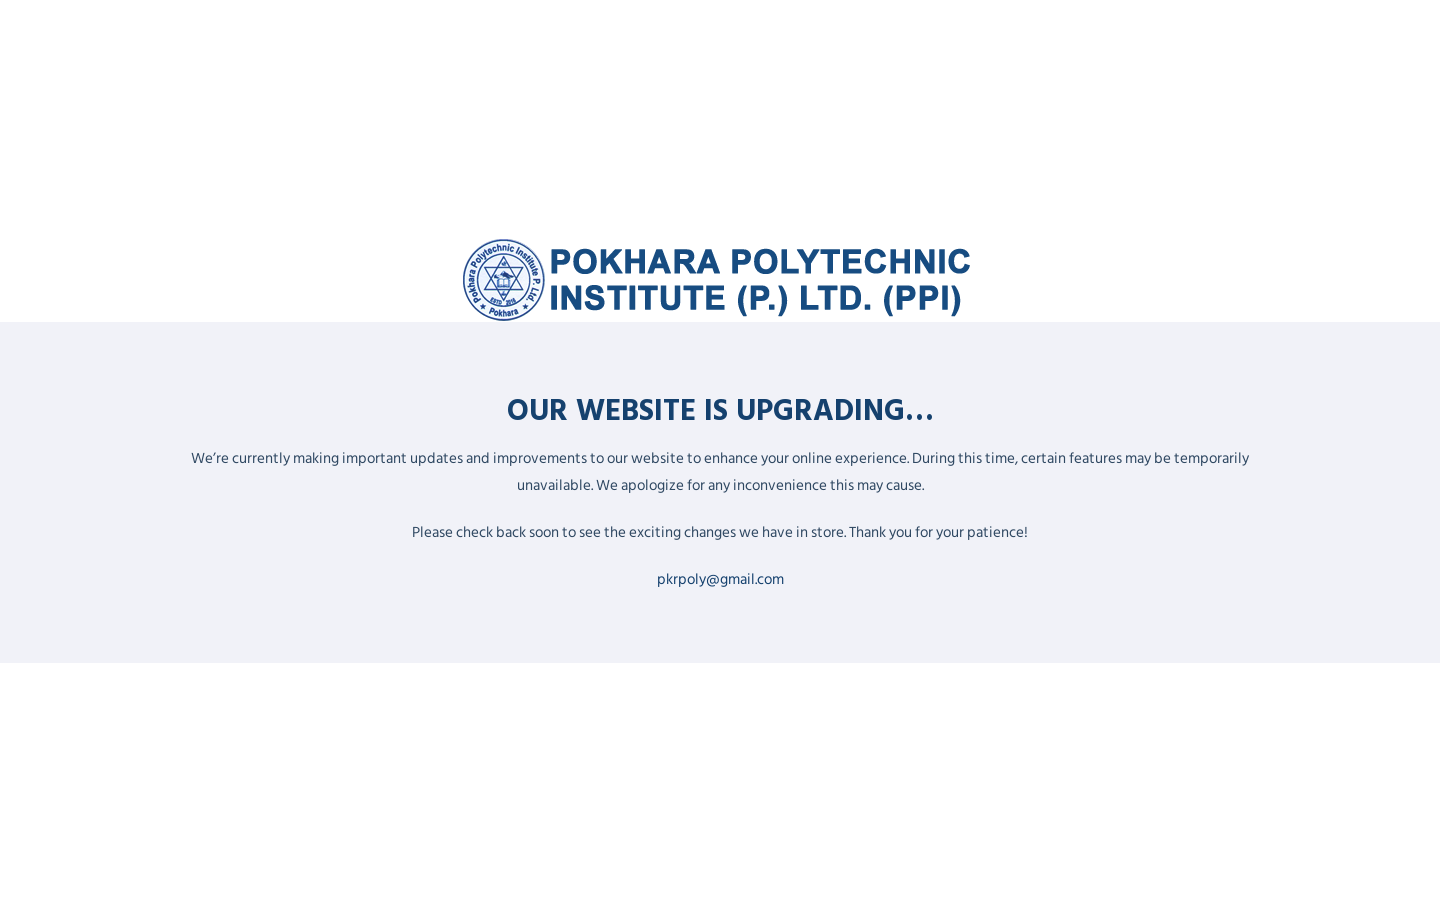 Pokhara Polytechnic Institute P. Ltd.
Pokhara
POKHARA POLYTECHNIC
INSTITUTE (P.) LTD. (PPI)
OUR WEBSITE IS UPGRADING…
We’re currently making important updates and improvements to our website to enhance your online experience. During this time, certain features may be temporarily
unavailable. We apologize for any inconvenience this may cause.
Please check back soon to see the exciting changes we have in store. Thank you for your patience!
pkrpoly@gmail.com